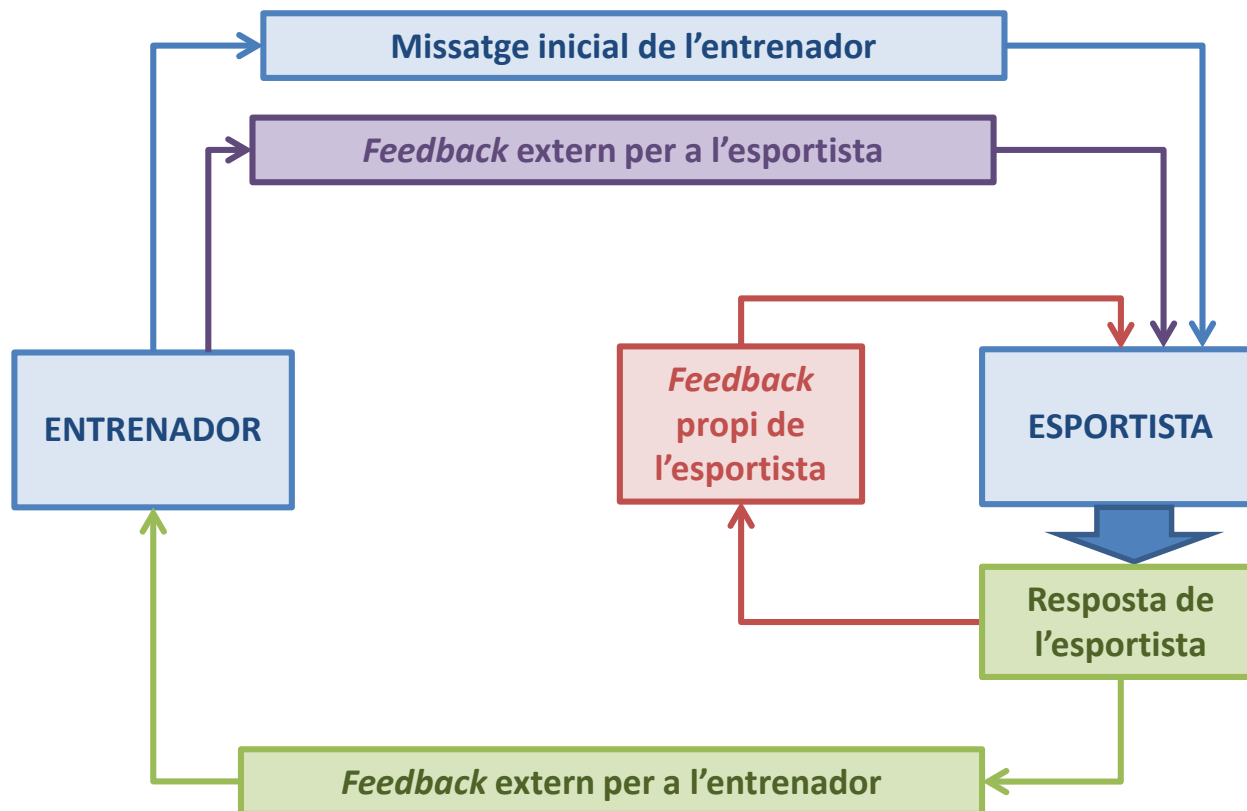 Missatge inicial de l’entrenador
Feedback extern per a l’esportista
ENTRENADOR
Feedback
propi de
l’esportista
ESPORTISTA
Resposta de
l’esportista
Feedback extern per a l’entrenador